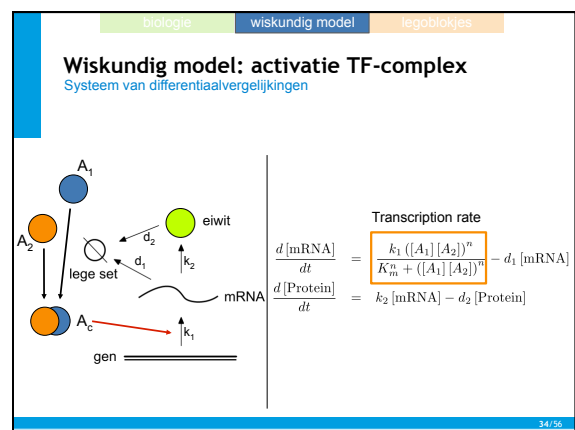 biologie wiskundig model legoblokjes
Wiskundig model: activatie TF-complex
Systeem van differentiaalvergelijkingen
A₁
A₂
eiwit
d₂
d₁
k₂
lege set
mRNA
A꜀
k₁
gen
Transcription rate
d [mRNA] / dt = k₁ ([A₁] [A₂])ⁿ / Kₘⁿ + ([A₁] [A₂])ⁿ − d₁ [mRNA]
d [Protein] / dt = k₂ [mRNA] − d₂ [Protein]
34/56